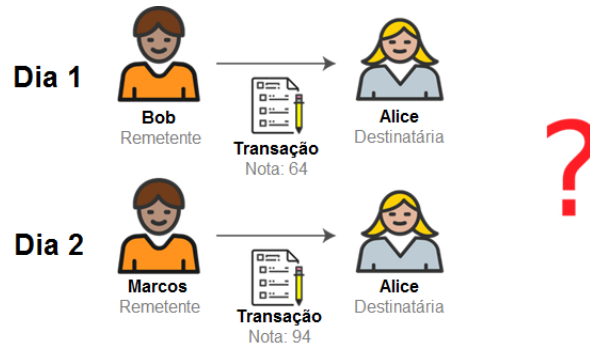 Dia 1
Bob
Remetente
Transação
Nota: 64
Alice
Destinatária
?
Dia 2
Marcos
Remetente
Transação
Nota: 94
Alice
Destinatária